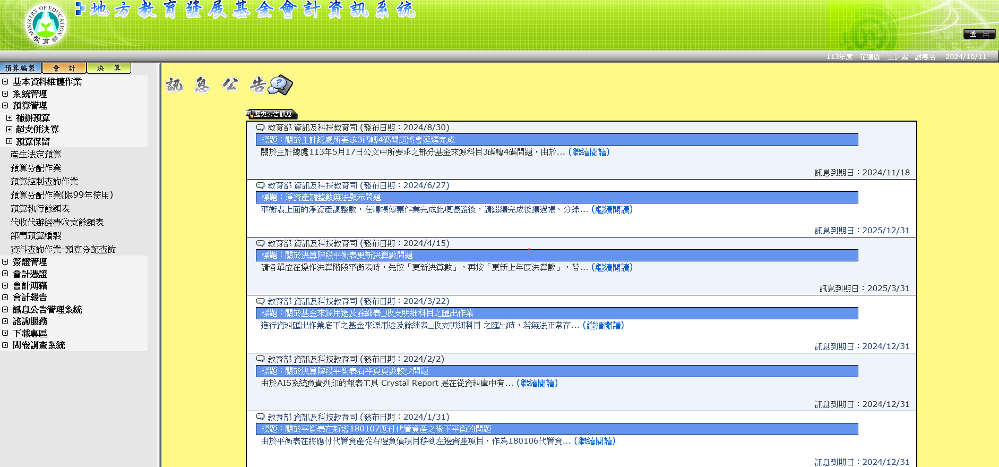 地方教育發展基金會計資訊系統
MINISTRY OF EDUCATION
教育部
登 出
113年度 花蓮縣 主計處 謝惠名 2024/10/11
預算編製 會 計 決 算
基本資料維護作業
系統管理
預算管理
補辦預算
超支併決算
預算保留
產生法定預算
預算分配作業
預算控制查詢作業
預算分配作業(限99年使用)
預算執行餘額表
代收代辦經費收支餘額表
部門預算編製
資料查詢作業-預算分配查詢
簽證管理
會計憑證
會計簿籍
會計報告
訊息公告管理系統
諮詢服務
下載專區
問卷調查系統
訊息公告
歷史公告訊息
教育部 資訊及科技教育司 (發布日期：2024/8/30)
標題：關於主計總處所要求3碼轉4碼問題將會延遲完成
關於主計總處113年5月17日公文中所要求之部分基金來源科目3碼轉4碼問題，由於... (繼續閱讀)
訊息到期日：2024/11/18
教育部 資訊及科技教育司 (發布日期：2024/6/27)
標題：淨資產調整數無法顯示問題
平衡表上面的淨資產調整數，在轉帳傳票作業完成此項憑證後，請繼續完成後續過帳、分錄... (繼續閱讀)
訊息到期日：2025/12/31
教育部 資訊及科技教育司 (發布日期：2024/4/15)
標題：關於決算階段平衡表更新決算數問題
請各單位在操作決算階段平衡表時，先按「更新決算數」，再按「更新上年度決算數」，若... (繼續閱讀)
訊息到期日：2025/3/31
教育部 資訊及科技教育司 (發布日期：2024/3/22)
標題：關於基金來源用途及餘絀表_收支明細科目之匯出作業
進行資料匯出作業底下之基金來源用途及餘絀表_收支明細科目 之匯出時，若無法正常存... (繼續閱讀)
訊息到期日：2024/12/31
教育部 資訊及科技教育司 (發布日期：2024/2/2)
標題：關於決算階段平衡表右半頁頁數較少問題
由於AIS系統負責列印的報表工具 Crystal Report 是在從資料庫中有... (繼續閱讀)
訊息到期日：2024/12/31
教育部 資訊及科技教育司 (發布日期：2024/1/31)
標題：關於平衡表在新增180107應付代管資產之後不平衡的問題
由於平衡表在將應付代管資產從右邊負債項目移到左邊資產項目，作為180106代管資... (繼續閱讀)
訊息到期日：2024/12/31